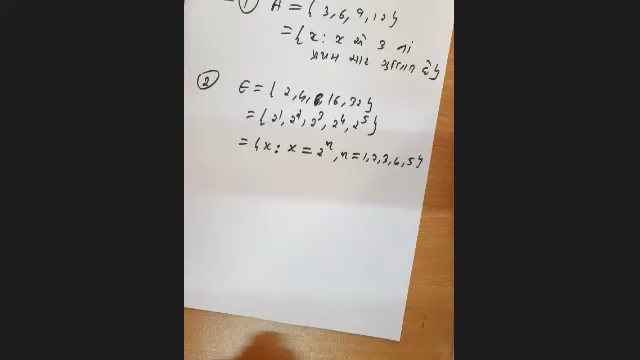 ① A = { 3, 6, 9, 12 }
= { x : x એ 3 ના
પ્રથમ ચાર ગુણાંક છે }
② E = { 2, 4, 8, 16, 32 }
= { 2¹, 2², 2³, 2⁴, 2⁵ }
= { x : x = 2ⁿ, n = 1, 2, 3, 4, 5 }